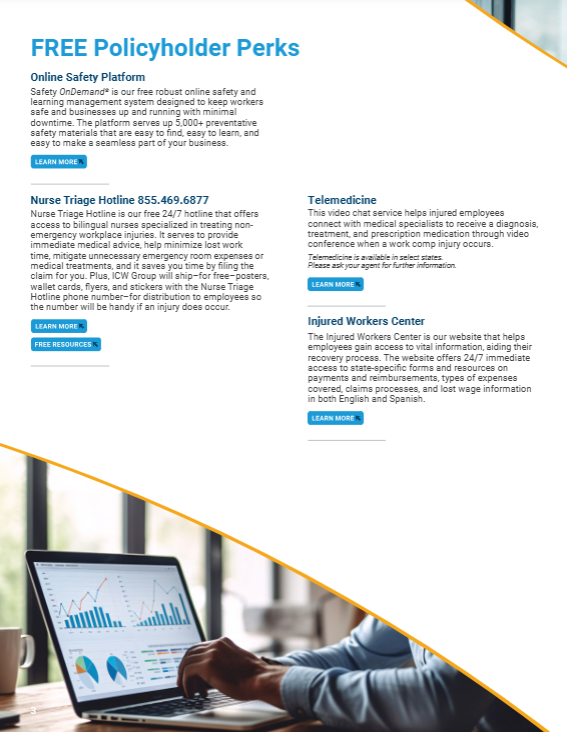 FREE Policyholder Perks
Online Safety Platform
Safety OnDemand® is our free robust online safety and
learning management system designed to keep workers
safe and businesses up and running with minimal
downtime. The platform serves up 5,000+ preventative
safety materials that are easy to find, easy to learn, and
easy to make a seamless part of your business.
LEARN MORE
Nurse Triage Hotline 855.469.6877
Nurse Triage Hotline is our free 24/7 hotline that offers
access to bilingual nurses specialized in treating non-
emergency workplace injuries. It serves to provide
immediate medical advice, help minimize lost work
time, mitigate unnecessary emergency room expenses or
medical treatments, and it saves you time by filing the
claim for you. Plus, ICW Group will ship–for free–posters,
wallet cards, flyers, and stickers with the Nurse Triage
Hotline phone number–for distribution to employees so
the number will be handy if an injury does occur.
LEARN MORE
FREE RESOURCES
Telemedicine
This video chat service helps injured employees
connect with medical specialists to receive a diagnosis,
treatment, and prescription medication through video
conference when a work comp injury occurs.
Telemedicine is available in select states.
Please ask your agent for further information.
LEARN MORE
Injured Workers Center
The Injured Workers Center is our website that helps
employees gain access to vital information, aiding their
recovery process. The website offers 24/7 immediate
access to state-specific forms and resources on
payments and reimbursements, types of expenses
covered, claims processes, and lost wage information
in both English and Spanish.
LEARN MORE
3